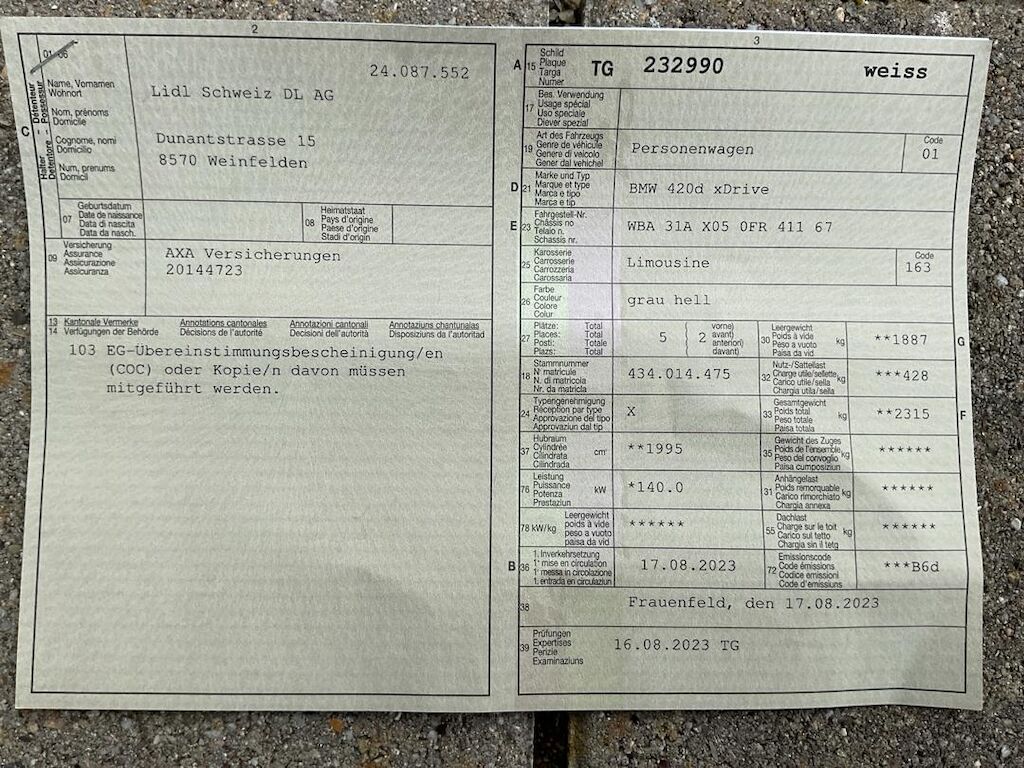 2
01-06
24.087.552
C
Halter
Détenteur
Detentore
Possessur
Name, Vornamen
Wohnort
Nom, prénoms
Domicile
Cognome, nomi
Domicilio
Num, prenums
Domicil
Lidl Schweiz DL AG
Dunantstrasse 15
8570 Weinfelden
07
Geburtsdatum
Date de naissance
Data di nascita
Data da nasch.
08
Heimatstaat
Pays d'origine
Paese d'origine
Stadi d'origin
09
Versicherung
Assurance
Assicurazione
Assicuranza
AXA Versicherungen
20144723
13 Kantonale Vermerke Annotations cantonales Annotazioni cantonali Annotaziuns chantunalas
14 Verfügungen der Behörde Décisions de l'autorité Decisioni dell'autorità Disposiziuns da l'autoritad
103 EG-Übereinstimmungsbescheinigung/en
(COC) oder Kopie/n davon müssen
mitgeführt werden.
3
A 15
Schild
Plaque
Targa
Numer
TG 232990 weiss
17
Bes. Verwendung
Usage spécial
Uso speciale
Diever spezial
19
Art des Fahrzeugs
Genre de véhicule
Genere di veicolo
Gener dal vehichel
Personenwagen
Code
01
D 21
Marke und Typ
Marque et type
Marca e tipo
Marca e tip
BMW 420d xDrive
E 23
Fahrgestell-Nr.
Châssis no
Telaio n.
Schassis nr.
WBA 31A X05 0FR 411 67
25
Karosserie
Carrosserie
Carrozzeria
Carossaria
Limousine
Code
163
26
Farbe
Couleur
Colore
Colur
grau hell
27
Plätze: Total
Places: Total
Posti: Totale
Plazs: Total
5 ( 2
vorne)
avant)
anteriori)
davant)
30
Leergewicht
Poids à vide
Peso a vuoto
Paisa da vid
kg
**1887
G
18
Stammnummer
N° matricule
N. di matricola
Nr. da matricla
434.014.475
32
Nutz-/Sattellast
Charge utile/sellette
Carico utile/sella
Chargia utila/sella
kg
***428
24
Typengenehmigung
Réception par type
Approvazione del tipo
Approvaziun dal tip
X
33
Gesamtgewicht
Poids total
Peso totale
Paisa totala
kg
**2315
F
37
Hubraum
Cylindrée
Cilindrata
Cilindrada
cm³
**1995
35
Gewicht des Zuges
Poids de l'ensemble
Peso del convoglio
Paisa cumposiziun
kg
******
76
Leistung
Puissance
Potenza
Prestaziun
kW
*140.0
31
Anhängelast
Poids remorquable
Carico rimorchiato
Chargia annexa
kg
******
78 kW/kg
Leergewicht
poids à vide
peso a vuoto
paisa da vid
******
55
Dachlast
Charge sur le toit
Carico sul tetto
Chargia sin il tetg
kg
******
B 36
1. Inverkehrsetzung
1re mise en circulation
1a messa in circolazione
1. entrada en circulaziun
17.08.2023
72
Emissionscode
Code émissions
Codice emissioni
Code d'emissiuns
***B6d
38
Frauenfeld, den 17.08.2023
39
Prüfungen
Expertises
Perizie
Examinaziuns
16.08.2023 TG